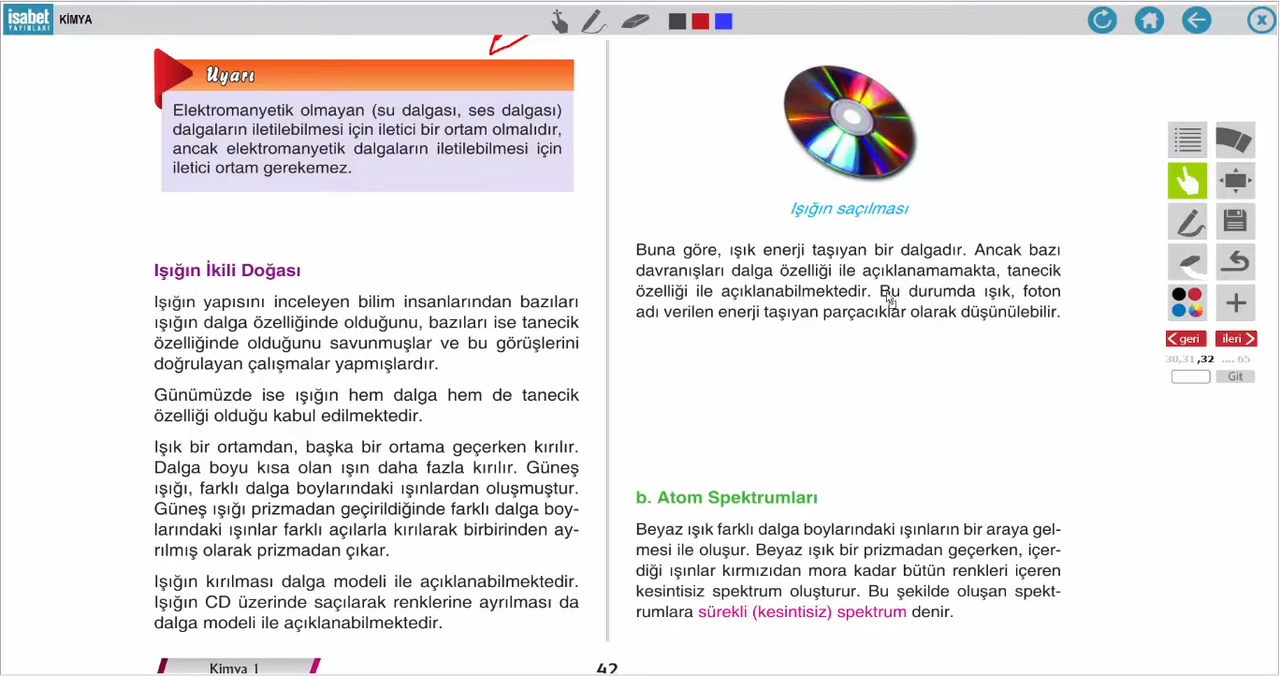 isabet
YAYINLARI
KİMYA
Uyarı
Elektromanyetik olmayan (su dalgası, ses dalgası)
dalgaların iletilebilmesi için iletici bir ortam olmalıdır,
ancak elektromanyetik dalgaların iletilebilmesi için
iletici ortam gerekemez.
Işığın İkili Doğası
Işığın yapısını inceleyen bilim insanlarından bazıları
ışığın dalga özelliğinde olduğunu, bazıları ise tanecik
özelliğinde olduğunu savunmuşlar ve bu görüşlerini
doğrulayan çalışmalar yapmışlardır.
Günümüzde ise ışığın hem dalga hem de tanecik
özelliği olduğu kabul edilmektedir.
Işık bir ortamdan, başka bir ortama geçerken kırılır.
Dalga boyu kısa olan ışın daha fazla kırılır. Güneş
ışığı, farklı dalga boylarındaki ışınlardan oluşmuştur.
Güneş ışığı prizmadan geçirildiğinde farklı dalga boy-
larındaki ışınlar farklı açılarla kırılarak birbirinden ay-
rılmış olarak prizmadan çıkar.
Işığın kırılması dalga modeli ile açıklanabilmektedir.
Işığın CD üzerinde saçılarak renklerine ayrılması da
dalga modeli ile açıklanabilmektedir.
Işığın saçılması
Buna göre, ışık enerji taşıyan bir dalgadır. Ancak bazı
davranışları dalga özelliği ile açıklanamamakta, tanecik
özelliği ile açıklanabilmektedir. Bu durumda ışık, foton
adı verilen enerji taşıyan parçacıklar olarak düşünülebilir.
b. Atom Spektrumları
Beyaz ışık farklı dalga boylarındaki ışınların bir araya gel-
mesi ile oluşur. Beyaz ışık bir prizmadan geçerken, içer-
diği ışınlar kırmızıdan mora kadar bütün renkleri içeren
kesintisiz spektrum oluşturur. Bu şekilde oluşan spekt-
rumlara sürekli (kesintisiz) spektrum denir.
geri
ileri
30,31 ,32 .... 65
Git
Kimya 1
42